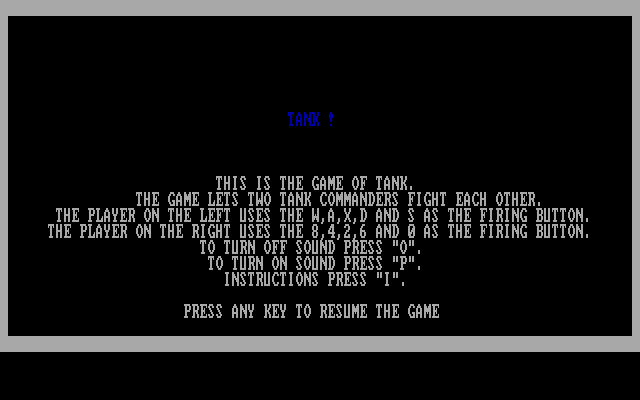 TANK !
THIS IS THE GAME OF TANK.
THE GAME LETS TWO TANK COMMANDERS FIGHT EACH OTHER.
THE PLAYER ON THE LEFT USES THE W,A,X,D AND S AS THE FIRING BUTTON.
THE PLAYER ON THE RIGHT USES THE 8,4,2,6 AND 0 AS THE FIRING BUTTON.
TO TURN OFF SOUND PRESS "O".
TO TURN ON SOUND PRESS "P".
INSTRUCTIONS PRESS "I".
PRESS ANY KEY TO RESUME THE GAME